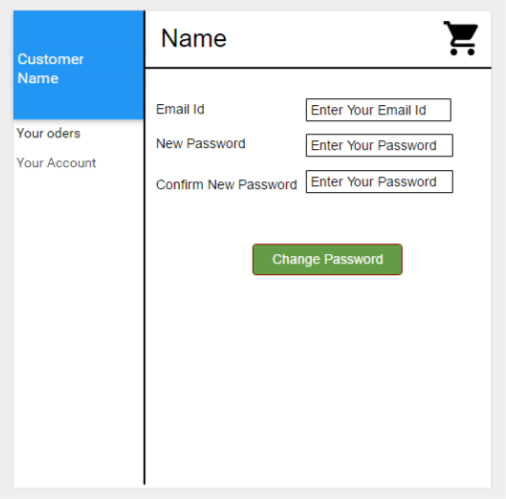 Customer
Name
Your oders
Your Account
Name
Email Id
Enter Your Email Id
New Password
Enter Your Password
Confirm New Password
Enter Your Password
Change Password